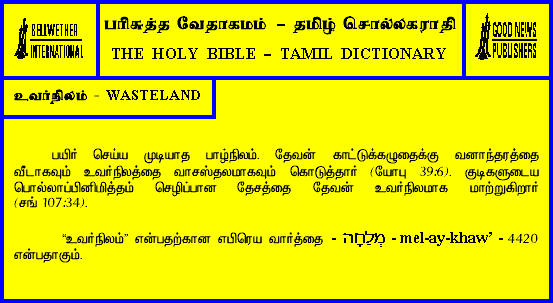 BELLWETHER
INTERNATIONAL
பரிசுத்த வேதாகமம் – தமிழ் சொல்லகராதி
THE HOLY BIBLE – TAMIL DICTIONARY
GOOD NEWS
PUBLISHERS
உவர்நிலம் - WASTELAND
பயிர் செய்ய முடியாத பாழ்நிலம். தேவன் காட்டுக்கழுதைக்கு வனாந்தரத்தை
வீடாகவும் உவர்நிலத்தை வாசஸ்தலமாகவும் கொடுத்தார் (யோபு 39:6). குடிகளுடைய
பொல்லாப்பினிமித்தம் செழிப்பான தேசத்தை தேவன் உவர்நிலமாக மாற்றுகிறார்
(சங் 107:34).
“உவர்நிலம்” என்பதற்கான எபிரெய வார்த்தை - מְלֵחָה - mel-ay-khaw’ - 4420
என்பதாகும்.